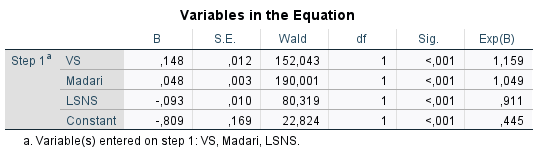 Variables in the Equation
B S.E. Wald df Sig. Exp(B)
Step 1a VS ,148 ,012 152,043 1 <,001 1,159
Madari ,048 ,003 190,001 1 <,001 1,049
LSNS -,093 ,010 80,319 1 <,001 ,911
Constant -,809 ,169 22,824 1 <,001 ,445
a. Variable(s) entered on step 1: VS, Madari, LSNS.